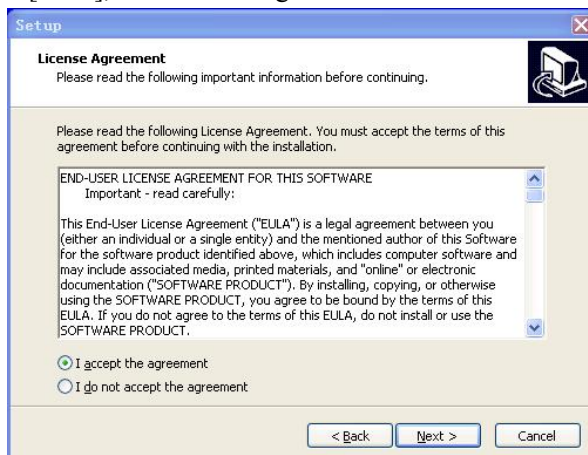 Setup
License Agreement
Please read the following important information before continuing.
Please read the following License Agreement. You must accept the terms of this
agreement before continuing with the installation.
END-USER LICENSE AGREEMENT FOR THIS SOFTWARE
Important - read carefully:
This End-User License Agreement ("EULA") is a legal agreement between you
(either an individual or a single entity) and the mentioned author of this Software
for the software product identified above, which includes computer software and
may include associated media, printed materials, and "online" or electronic
documentation ("SOFTWARE PRODUCT"). By installing, copying, or otherwise
using the SOFTWARE PRODUCT, you agree to be bound by the terms of this
EULA. If you do not agree to the terms of this EULA, do not install or use the
SOFTWARE PRODUCT.
I accept the agreement
I do not accept the agreement
< Back Next > Cancel